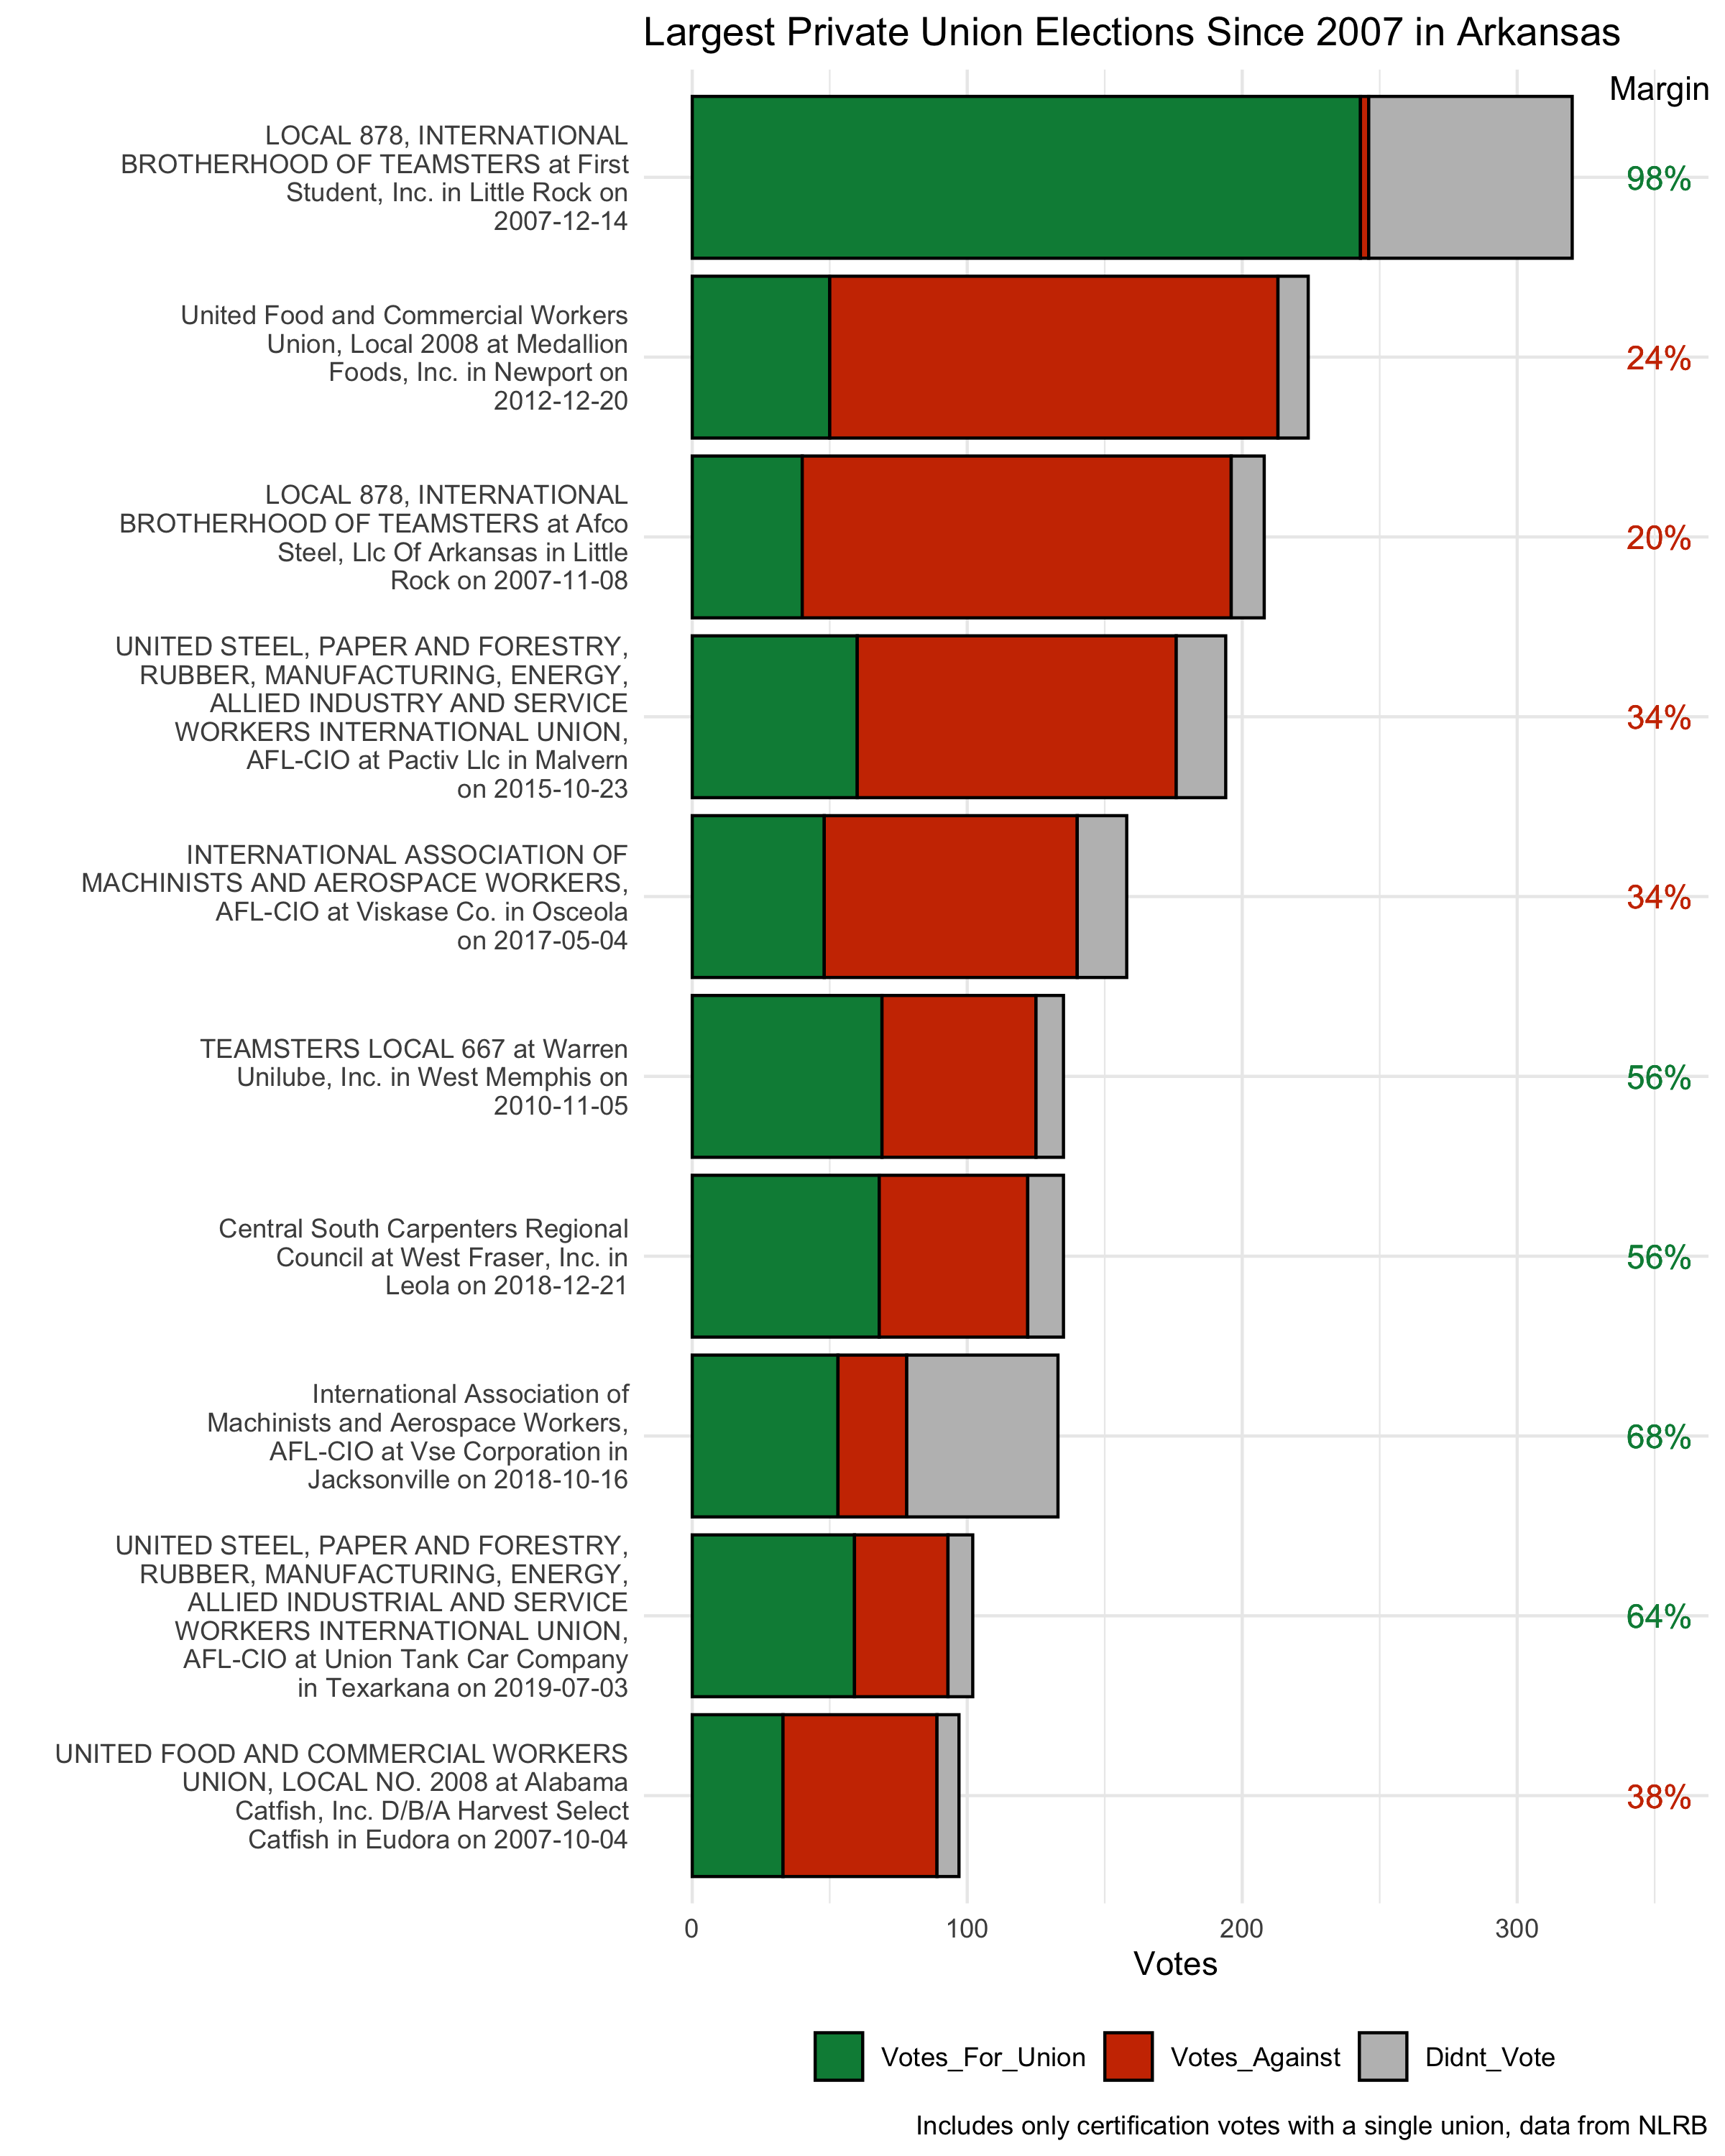 Largest Private Union Elections Since 2007 in Arkansas
Margin
LOCAL 878, INTERNATIONAL
BROTHERHOOD OF TEAMSTERS at First
Student, Inc. in Little Rock on
2007-12-14
98%
United Food and Commercial Workers
Union, Local 2008 at Medallion
Foods, Inc. in Newport on
2012-12-20
24%
LOCAL 878, INTERNATIONAL
BROTHERHOOD OF TEAMSTERS at Afco
Steel, Llc Of Arkansas in Little
Rock on 2007-11-08
20%
UNITED STEEL, PAPER AND FORESTRY,
RUBBER, MANUFACTURING, ENERGY,
ALLIED INDUSTRY AND SERVICE
WORKERS INTERNATIONAL UNION,
AFL-CIO at Pactiv Llc in Malvern
on 2015-10-23
34%
INTERNATIONAL ASSOCIATION OF
MACHINISTS AND AEROSPACE WORKERS,
AFL-CIO at Viskase Co. in Osceola
on 2017-05-04
34%
TEAMSTERS LOCAL 667 at Warren
Unilube, Inc. in West Memphis on
2010-11-05
56%
Central South Carpenters Regional
Council at West Fraser, Inc. in
Leola on 2018-12-21
56%
International Association of
Machinists and Aerospace Workers,
AFL-CIO at Vse Corporation in
Jacksonville on 2018-10-16
68%
UNITED STEEL, PAPER AND FORESTRY,
RUBBER, MANUFACTURING, ENERGY,
ALLIED INDUSTRIAL AND SERVICE
WORKERS INTERNATIONAL UNION,
AFL-CIO at Union Tank Car Company
in Texarkana on 2019-07-03
64%
UNITED FOOD AND COMMERCIAL WORKERS
UNION, LOCAL NO. 2008 at Alabama
Catfish, Inc. D/B/A Harvest Select
Catfish in Eudora on 2007-10-04
38%
0 100 200 300
Votes
Votes_For_Union Votes_Against Didnt_Vote
Includes only certification votes with a single union, data from NLRB